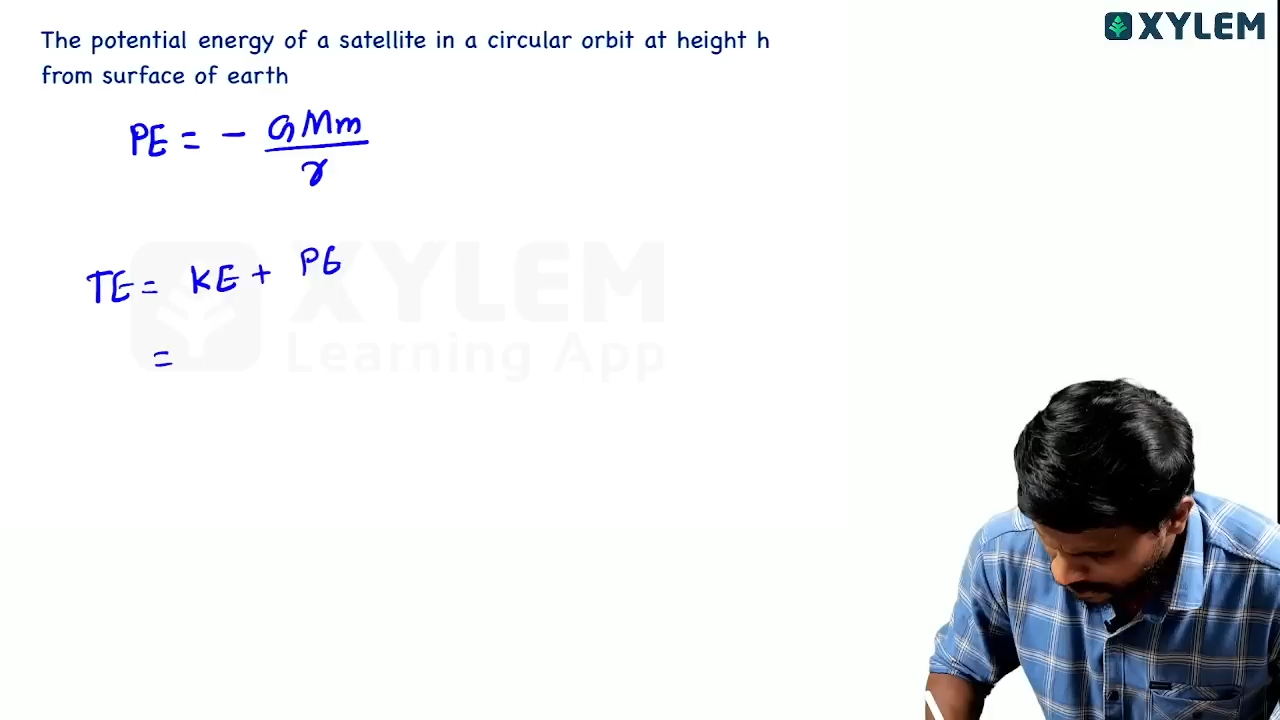 XYLEM
The potential energy of a satellite in a circular orbit at height h
from surface of earth
PE = - GMm
r
TE = KE + PE
=
XYLEM
Learning App